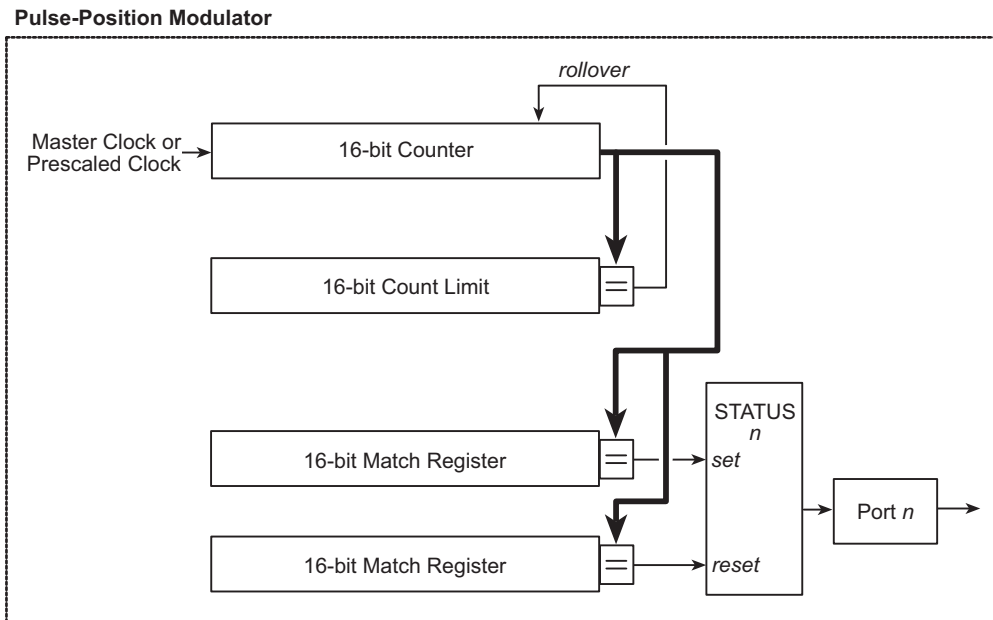 Pulse-Position Modulator
rollover
Master Clock or
Prescaled Clock
16-bit Counter
16-bit Count Limit
=
STATUS
n
16-bit Match Register
=
set
Port n
16-bit Match Register
=
reset